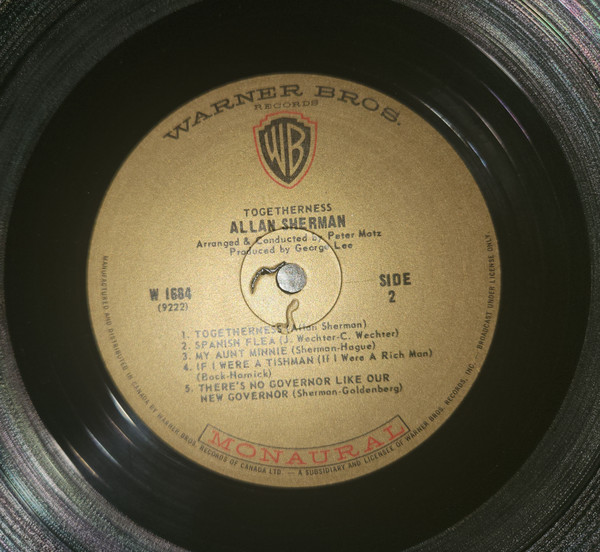 WARNER BROS.
RECORDS
WB
TOGETHERNESS
ALLAN SHERMAN
Arranged & Conducted by Peter Matz
Produced by George Lee
W 1684
(9222)
SIDE
2
1. TOGETHERNESS (Allan Sherman)
2. SPANISH FLEA (J. Wechter-C. Wechter)
3. MY AUNT MINNIE (Sherman-Hague)
4. IF I WERE A TISHMAN (If I Were A Rich Man)
(Bock-Harnick)
5. THERE'S NO GOVERNOR LIKE OUR
NEW GOVERNOR (Sherman-Goldenberg)
MONAURAL
MANUFACTURED AND DISTRIBUTED IN CANADA BY WARNER BROS. RECORDS OF CANADA LTD. — A SUBSIDIARY AND LICENSEE OF WARNER BROS. RECORDS, INC. BROADCAST UNDER LICENSE ONLY.